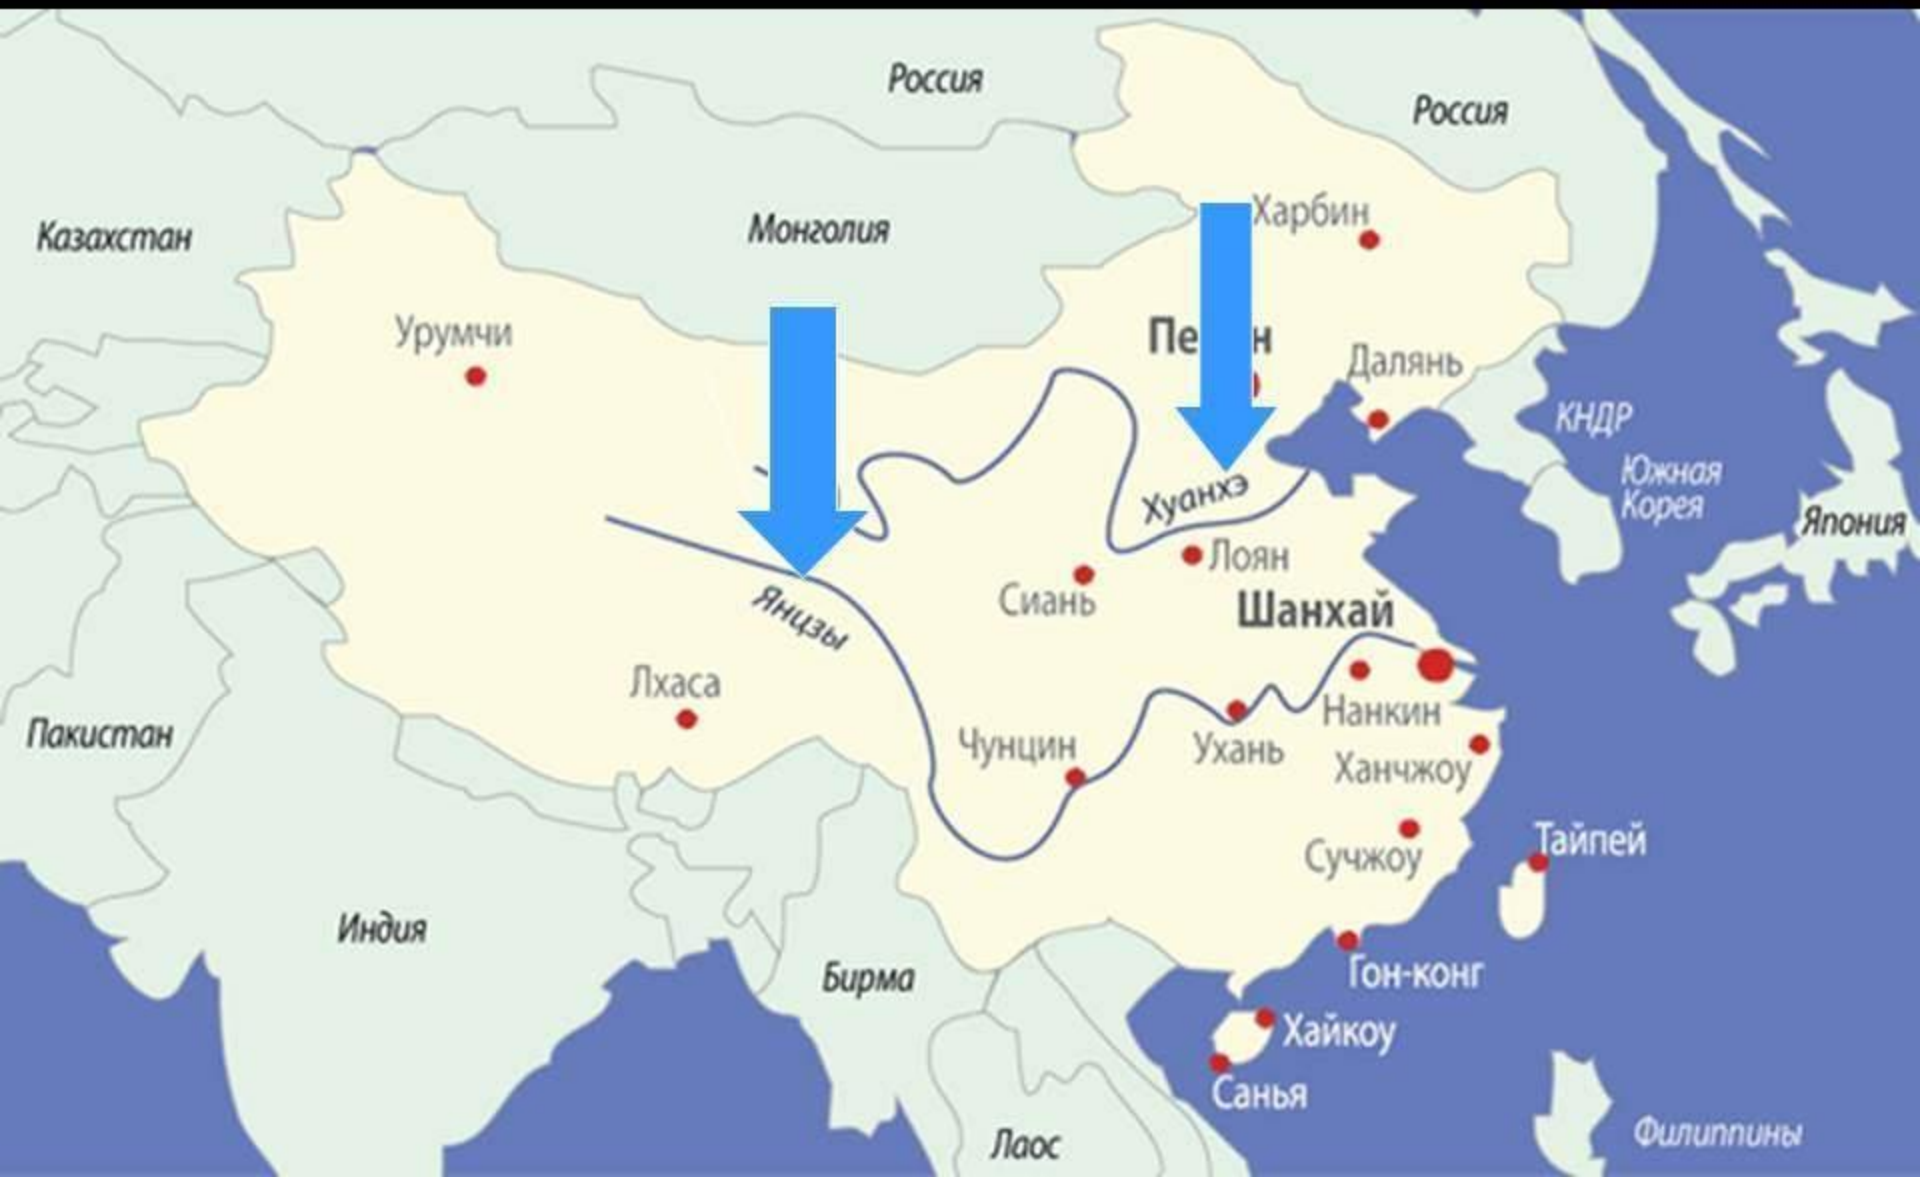 Россия
Россия
Казахстан
Монголия
Харбин
Урумчи
Пе н
Далянь
КНДР
Южная
Корея
Япония
Хуанхэ
Лоян
Сиань
Янцзы
Шанхай
Лхаса
Нанкин
Пакистан
Чунцин
Ухань
Ханчжоу
Сучжоу
Тайпей
Индия
Бирма
Гон-конг
Хайкоу
Санья
Лаос
Филиппины